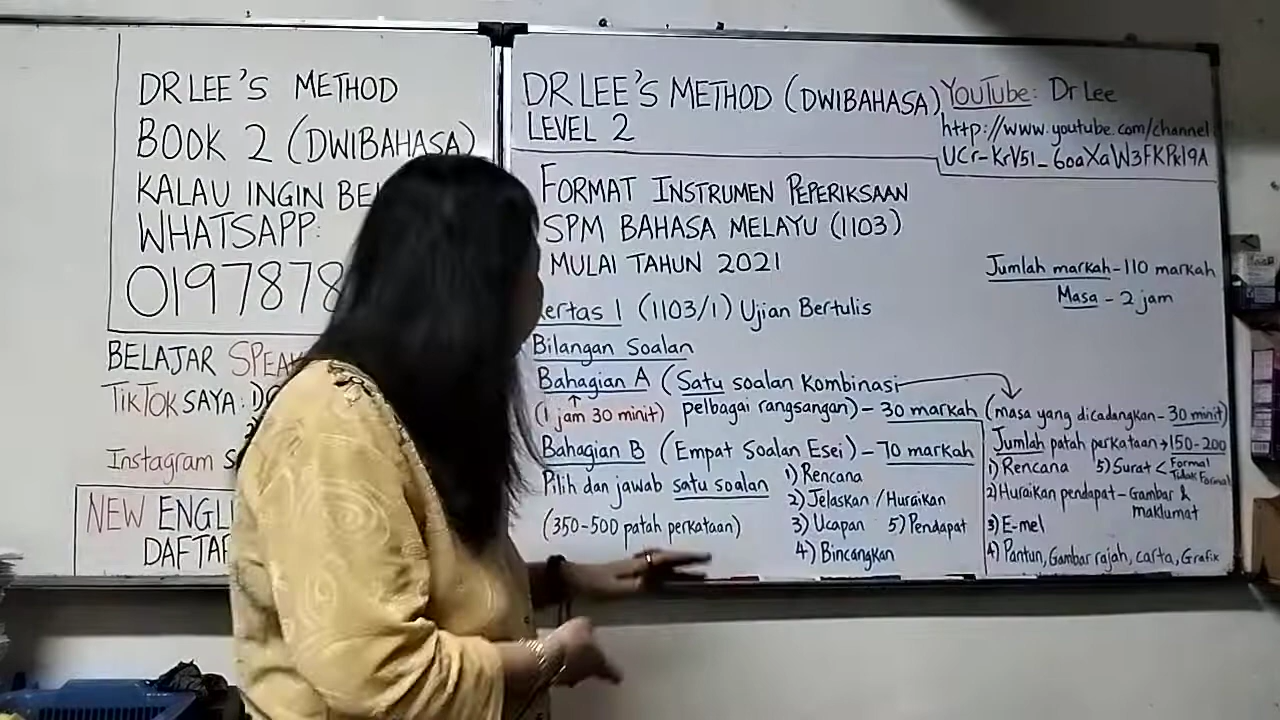 DR LEE'S METHOD
BOOK 2 (DWIBAHASA)
KALAU INGIN
WHATSAPP:
0197878
BELAJAR
TIKTOK SAYA:
Instagram
NEW
DR LEE'S METHOD (DWIBAHASA)
LEVEL 2
YouTube: Dr Lee
http://www.youtube.com/channel
UCr-KrV5I_6oaXaW3FKPkl9A
FORMAT INSTRUMEN PEPERIKSAAN
SPM BAHASA MELAYU (1103)
MULAI TAHUN 2021
Jumlah markah-110 markah
Masa - 2 jam
1 (1103/1) Ujian Bertulis
Bilangan Soalan
Bahagian A (Satu soalan Kombinasi
(1 jam 30 minit) pelbagai rangsangan) - 30 markah (masa yang dicadangkan-30 minit)
Bahagian B (Empat Soalan Esei) - 70 markah
Pilih dan jawab satu soalan
(350-500 patah perkataan)
1) Rencana
2) Jelaskan / Huraikan
3) Ucapan 5) Pendapat
4) Bincangkan
Jumlah patah perkataan → 150-200
1) Rencana 5) Surat < Formal
Tidak Formal
2) Huraikan pendapat - Gambar &
maklumat
3) E-mel
4) Pantun, Gambar rajah, carta, Grafik